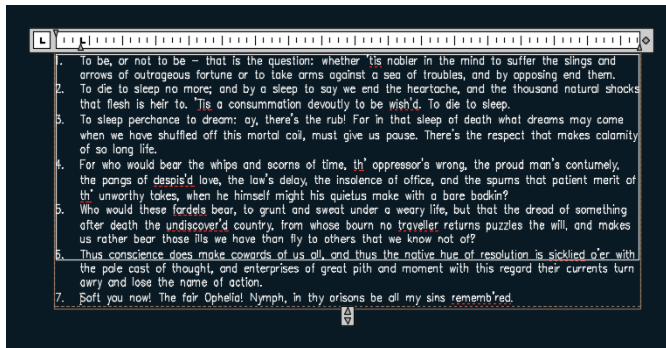 1. To be, or not to be – that is the question: whether 'tis nobler in the mind to suffer the slings and
arrows of outrageous fortune or to take arms against a sea of troubles, and by opposing end them.
2. To die to sleep no more; and by a sleep to say we end the heartache, and the thousand natural shocks
that flesh is heir to. 'Tis a consummation devoutly to be wish'd. To die to sleep.
3. To sleep perchance to dream: ay, there's the rub! For in that sleep of death what dreams may come
when we have shuffled off this mortal coil, must give us pause. There's the respect that makes calamity
of so long life.
4. For who would bear the whips and scorns of time, th' oppressor's wrong, the proud man's contumely,
the pangs of despis'd love, the law's delay, the insolence of office, and the spurns that patient merit of
th' unworthy takes, when he himself might his quietus make with a bare bodkin?
5. Who would these fardels bear, to grunt and sweat under a weary life, but that the dread of something
after death the undiscover'd country, from whose bourn no traveller returns puzzles the will, and makes
us rather bear those ills we have than fly to others that we know not of?
6. Thus conscience does make cowards of us all, and thus the native hue of resolution is sicklied o'er with
the pale cast of thought, and enterprises of great pith and moment with this regard their currents turn
awry and lose the name of action.
7. Soft you now! The fair Ophelia! Nymph, in thy orisons be all my sins rememb'red.